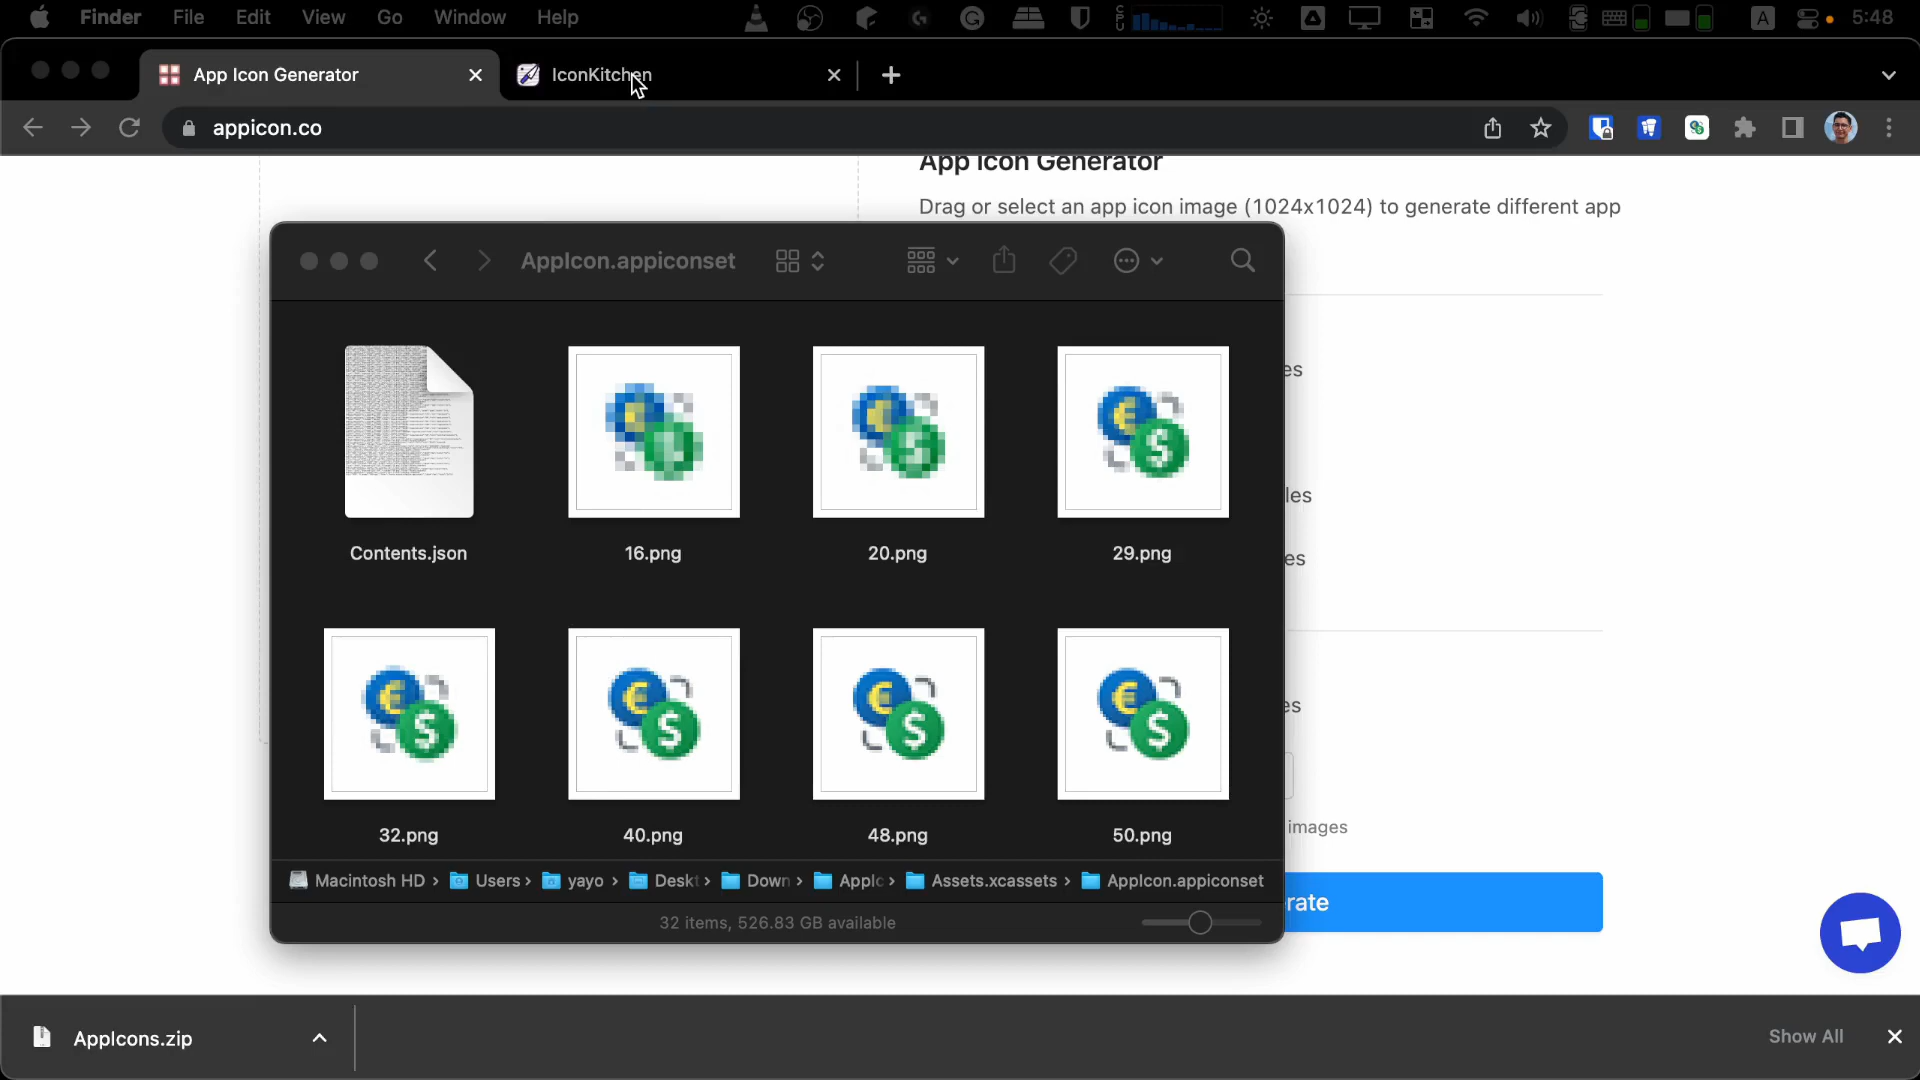 Finder File Edit View Go Window Help
CPU
A
5:48
App Icon Generator
IconKitchen
appicon.co
App Icon Generator
Drag or select an app icon image (1024x1024) to generate different app
AppIcon.appiconset
es
les
es
es
images
rate
Contents.json
16.png
20.png
29.png
32.png
40.png
48.png
50.png
Macintosh HD › Users › yayo › Deskt › Down › AppIc › Assets.xcassets › AppIcon.appiconset
32 items, 526.83 GB available
AppIcons.zip
Show All